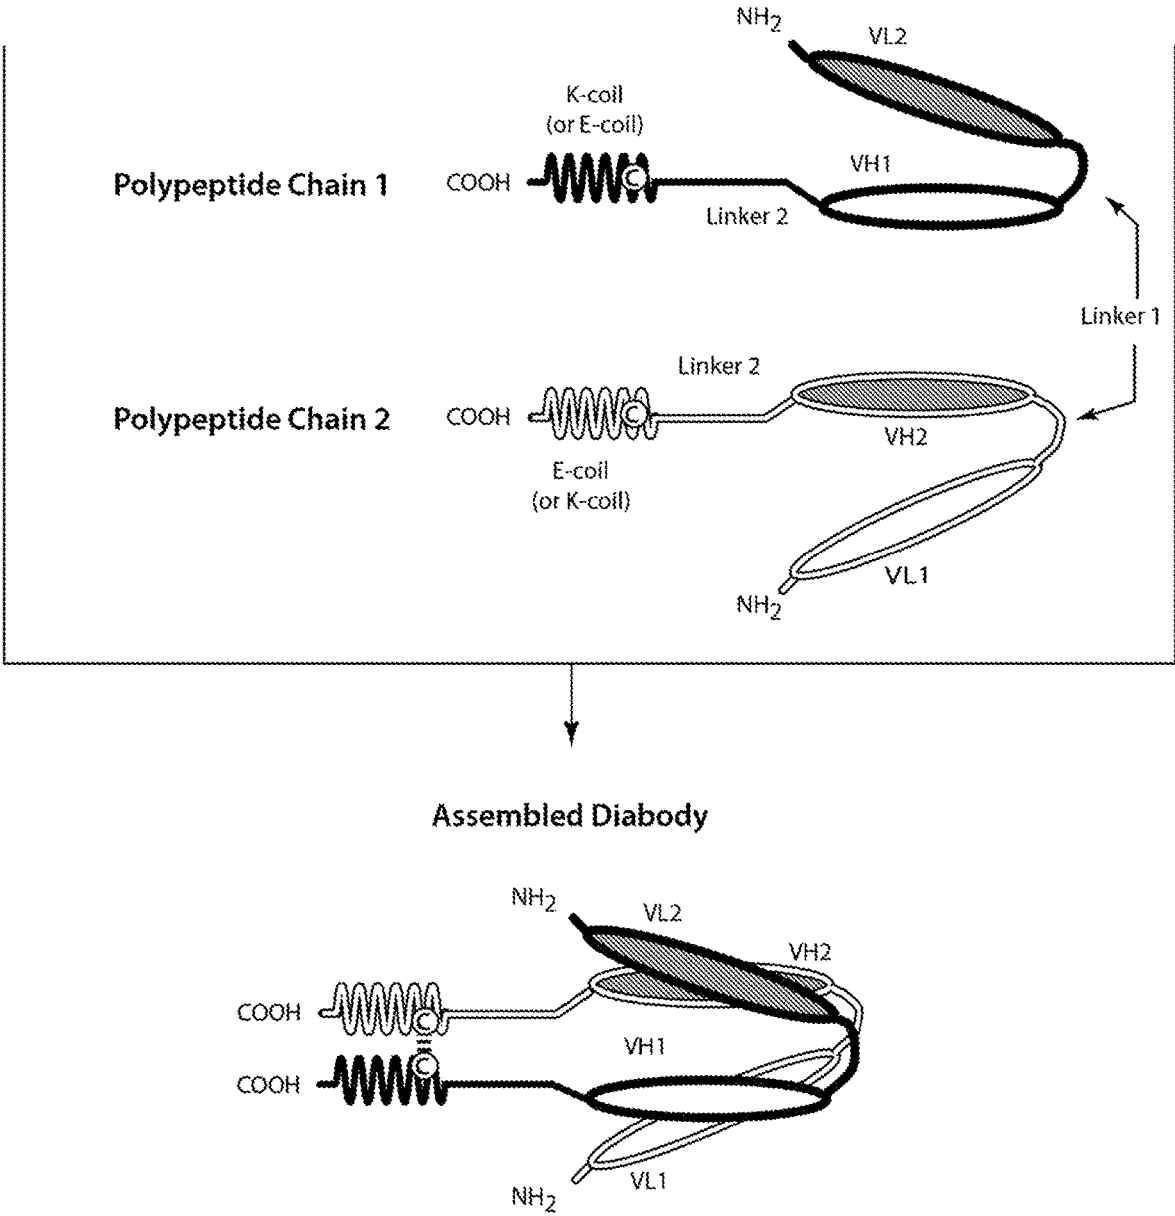 NH2
VL2
K-coil
(or E-coil)
VH1
Polypeptide Chain 1
COOH
C
Linker 2
Linker 1
Linker 2
Polypeptide Chain 2
COOH
C
VH2
E-coil
(or K-coil)
VL1
NH2
Assembled Diabody
NH2
VL2
VH2
COOH
C
VH1
C
COOH
VL1
NH2